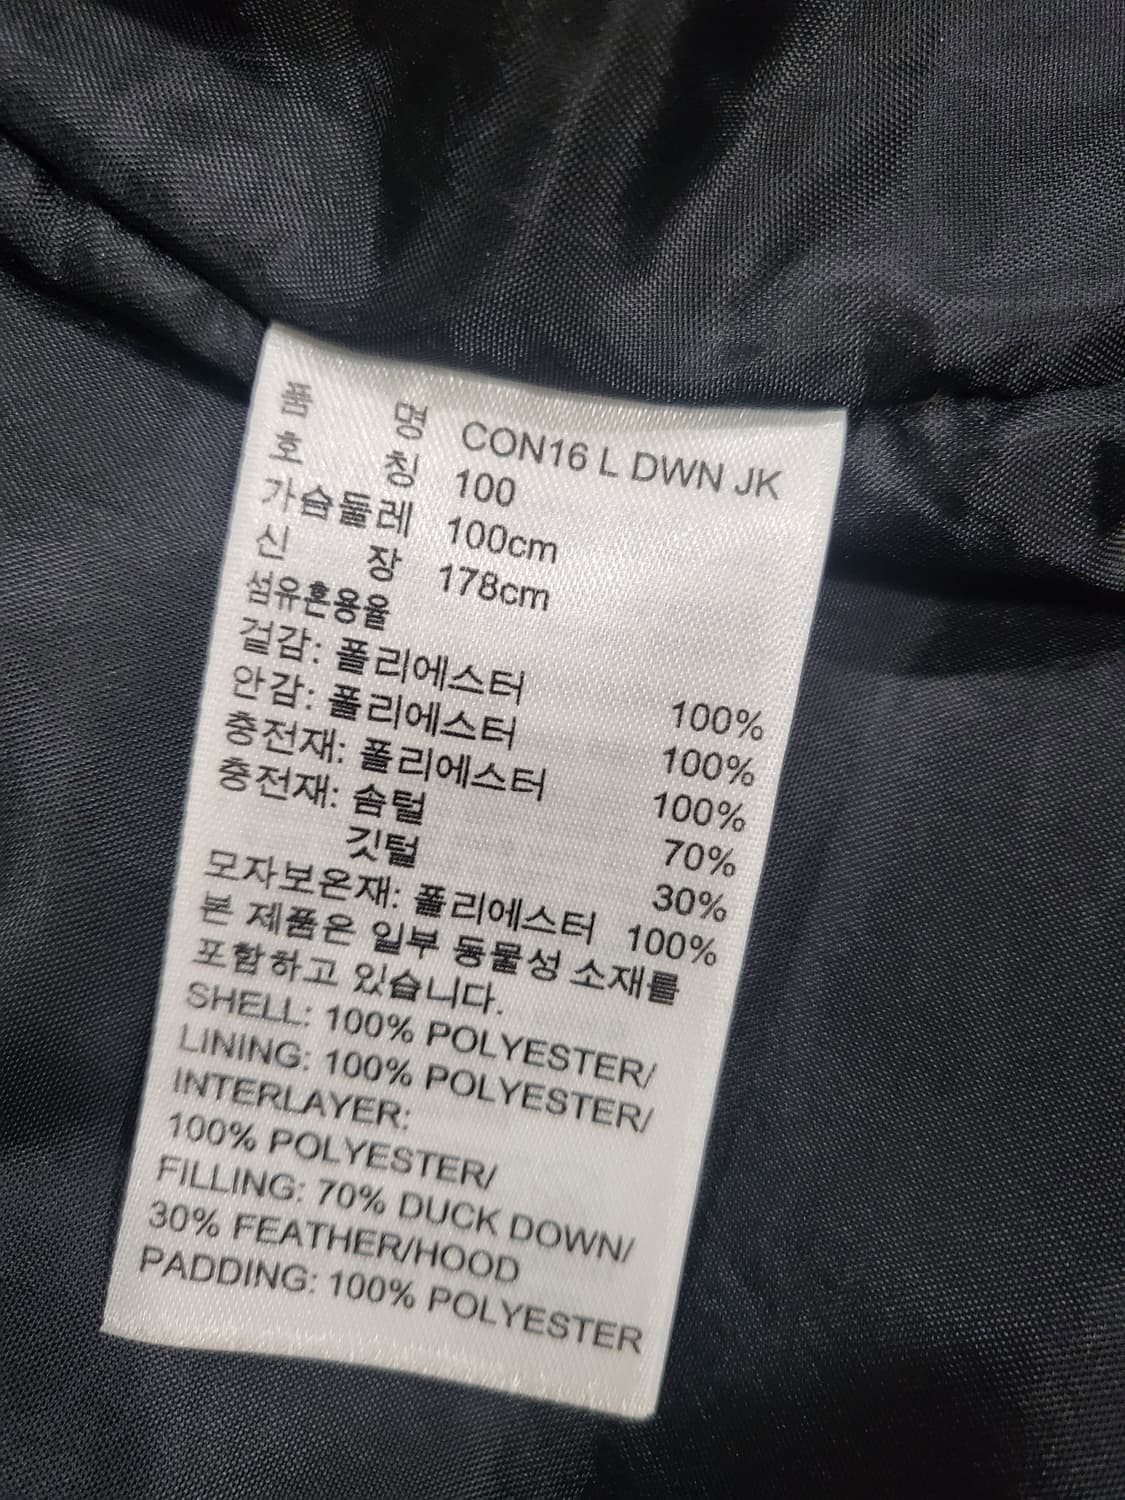 품 명 CON16 L DWN JK
호 칭 100
가슴둘레 100cm
신 장 178cm
섬유혼용율
겉감: 폴리에스터 100%
안감: 폴리에스터 100%
충전재: 폴리에스터 100%
충전재: 솜털 70%
깃털 30%
모자보온재: 폴리에스터 100%
본 제품은 일부 동물성 소재를
포함하고 있습니다.
SHELL: 100% POLYESTER/
LINING: 100% POLYESTER/
INTERLAYER:
100% POLYESTER/
FILLING: 70% DUCK DOWN/
30% FEATHER/HOOD
PADDING: 100% POLYESTER